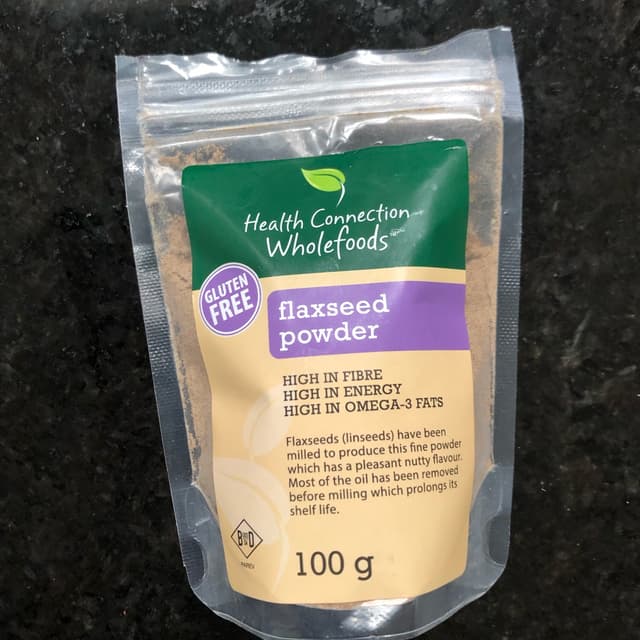 Health Connection
Wholefoods
GLUTEN
FREE
flaxseed
powder
HIGH IN FIBRE
HIGH IN ENERGY
HIGH IN OMEGA-3 FATS
Flaxseeds (linseeds) have been
milled to produce this fine powder
which has a pleasant nutty flavour.
Most of the oil has been removed
before milling which prolongs its
shelf life.
PAREV
100 g